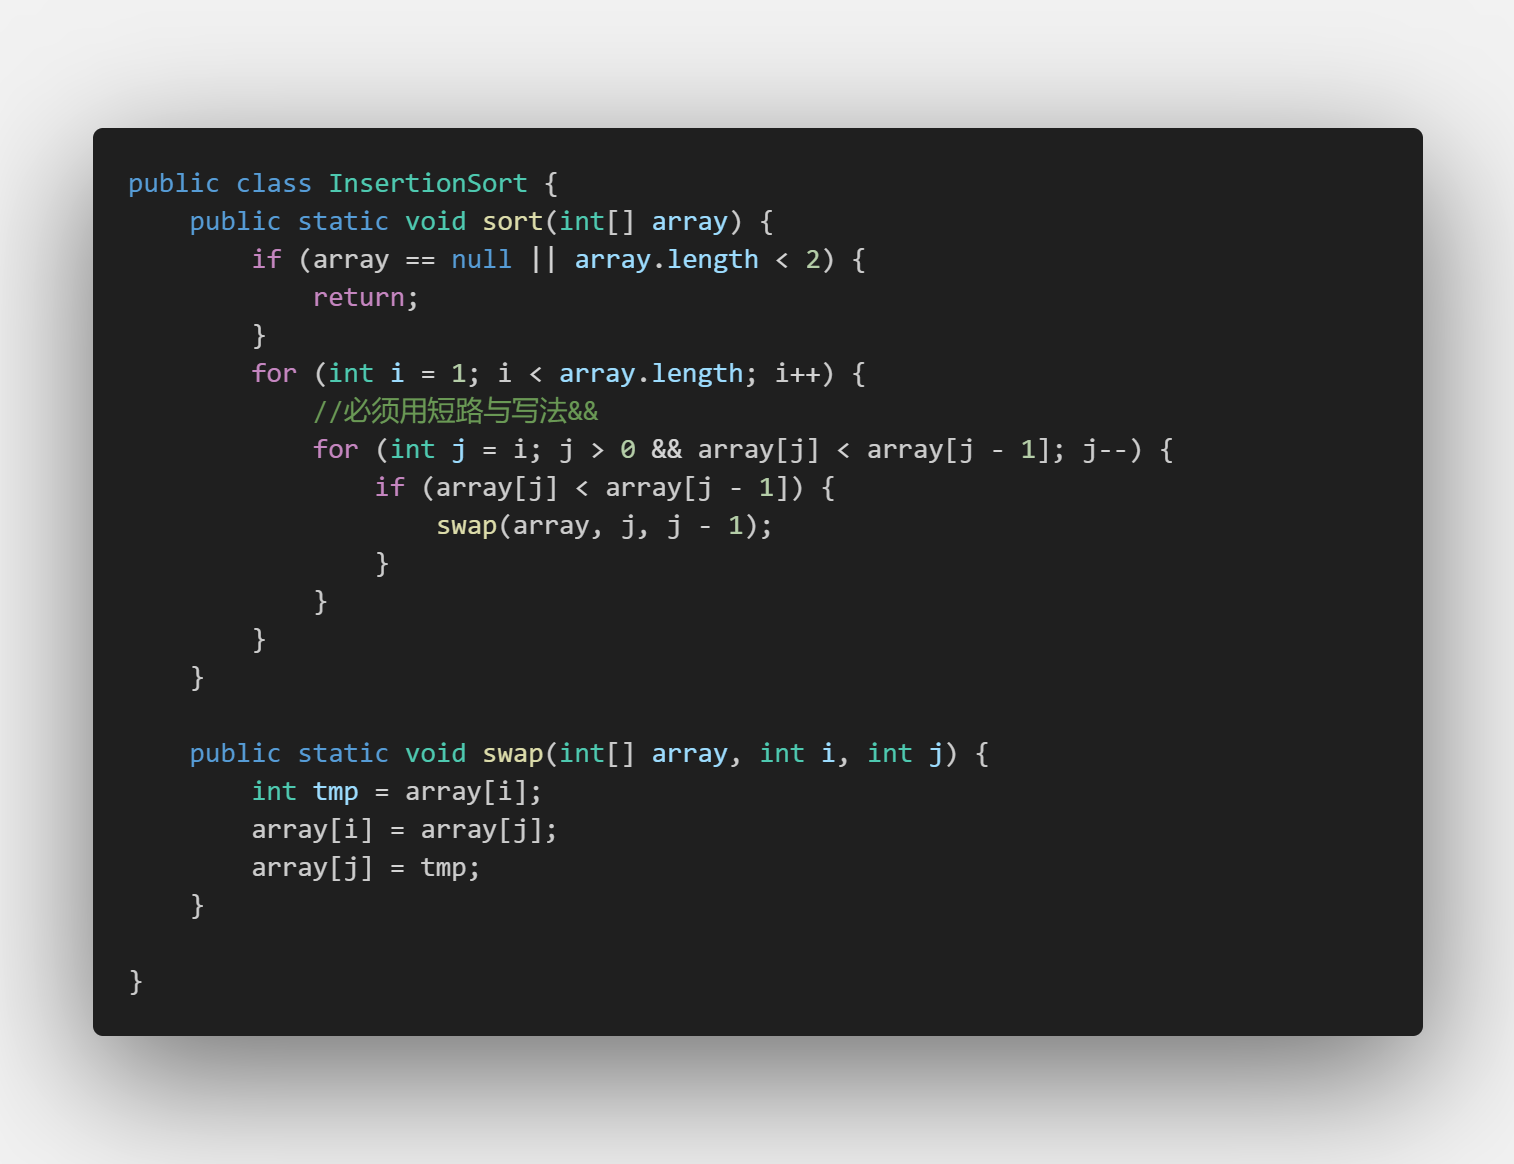 public class InsertionSort {
    public static void sort(int[] array) {
        if (array == null || array.length < 2) {
            return;
        }
        for (int i = 1; i < array.length; i++) {
            //必须用短路与写法&&
            for (int j = i; j > 0 && array[j] < array[j - 1]; j--) {
                if (array[j] < array[j - 1]) {
                    swap(array, j, j - 1);
                }
            }
        }
    }

    public static void swap(int[] array, int i, int j) {
        int tmp = array[i];
        array[i] = array[j];
        array[j] = tmp;
    }

}